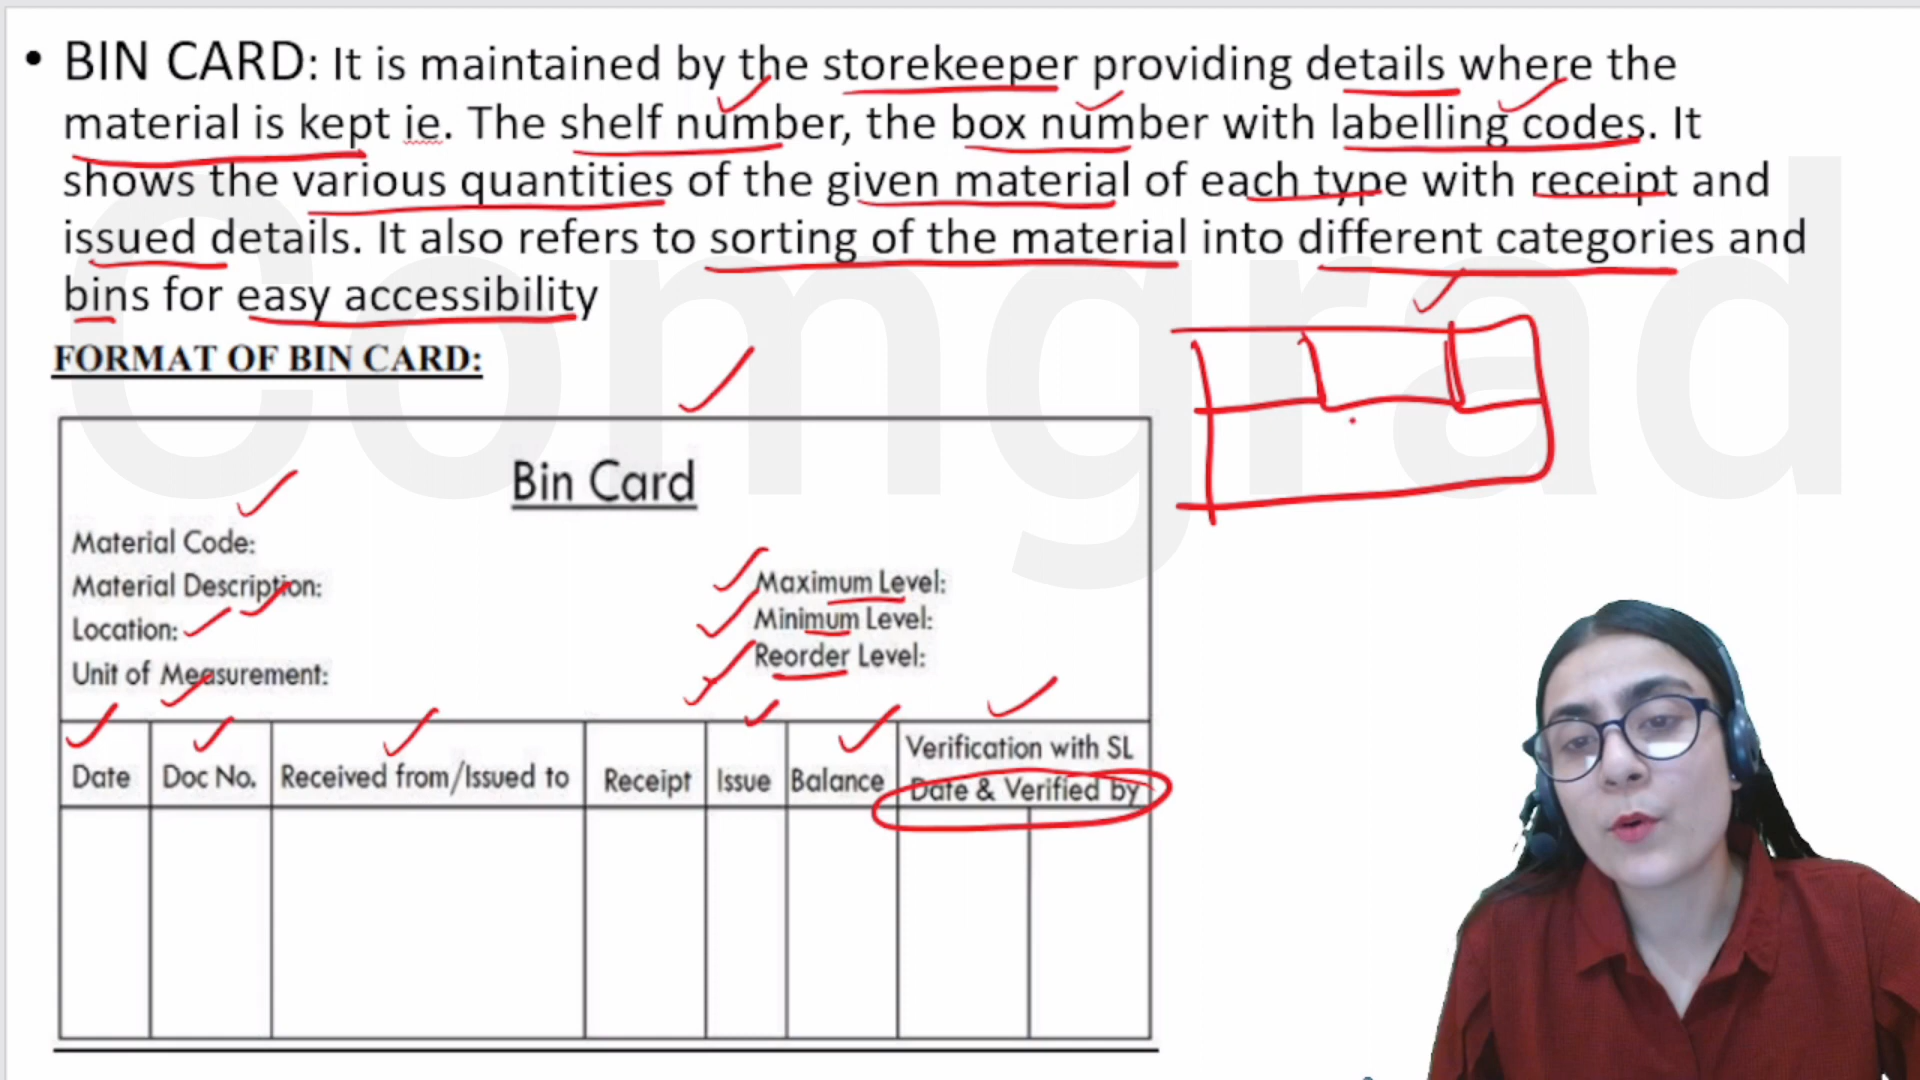 • BIN CARD: It is maintained by the storekeeper providing details where the
material is kept ie. The shelf number, the box number with labelling codes. It
shows the various quantities of the given material of each type with receipt and
issued details. It also refers to sorting of the material into different categories and
bins for easy accessibility
FORMAT OF BIN CARD:
Bin Card
Material Code:
Material Description:
Location:
Unit of Measurement:
Maximum Level:
Minimum Level:
Reorder Level:
Date Doc No. Received from/Issued to Receipt Issue Balance Verification with SL
Date & Verified by
Comgrad